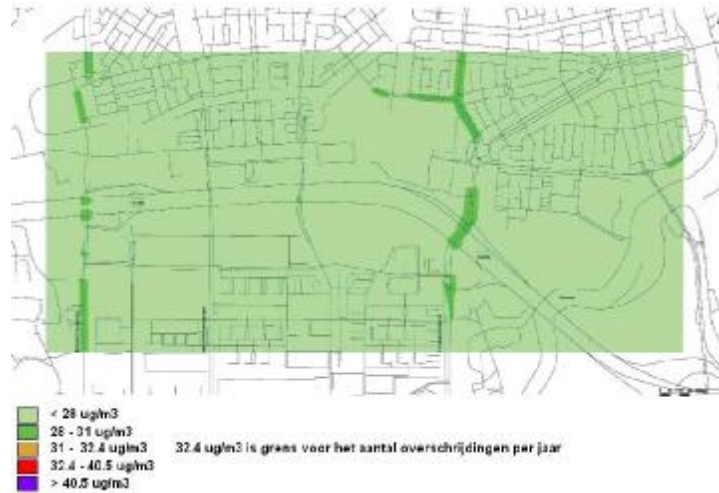 < 28 ug/m3
28 - 31 ug/m3
31 - 32.4 ug/m3 32.4 ug/m3 is grens voor het aantal overschrijdingen per jaar
32.4 - 40.5 ug/m3
> 40.5 ug/m3